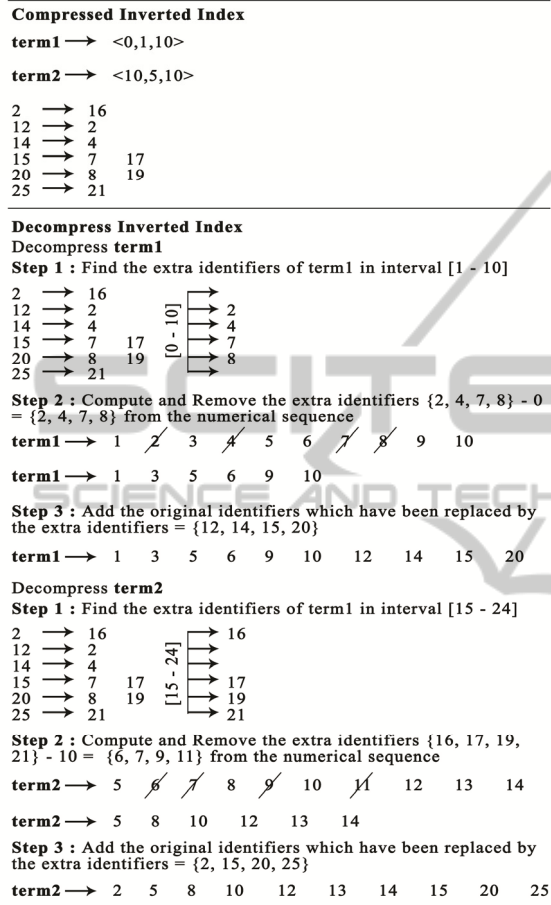 Compressed Inverted Index
term1 → <0,1,10>
term2 → <10,5,10>
2 → 16
12 → 2
14 → 4
15 → 7 17
20 → 8 19
25 → 21
Decompress Inverted Index
Decompress term1
Step 1 : Find the extra identifiers of term1 in interval [1 - 10]
2 → 16 →
12 → 2 → 2
14 → 4 → 4
15 → 7 17 → 7
20 → 8 19 → 8
25 → 21 →
[0 - 10]
Step 2 : Compute and Remove the extra identifiers {2, 4, 7, 8} - 0
= {2, 4, 7, 8} from the numerical sequence
term1 → 1 2 3 4 5 6 7 8 9 10
term1 → 1 3 5 6 9 10
Step 3 : Add the original identifiers which have been replaced by
the extra identifiers = {12, 14, 15, 20}
term1 → 1 3 5 6 9 10 12 14 15 20
Decompress term2
Step 1 : Find the extra identifiers of term1 in interval [15 - 24]
2 → 16 → 16
12 → 2 →
14 → 4 →
15 → 7 17 → 17
20 → 8 19 → 19
25 → 21 → 21
[15 - 24]
Step 2 : Compute and Remove the extra identifiers {16, 17, 19,
21} - 10 = {6, 7, 9, 11} from the numerical sequence
term2 → 5 6 7 8 9 10 11 12 13 14
term2 → 5 8 10 12 13 14
Step 3 : Add the original identifiers which have been replaced by
the extra identifiers = {2, 15, 20, 25}
term2 → 2 5 8 10 12 13 14 15 20 25
SCITE
SCIENCE AND TECH